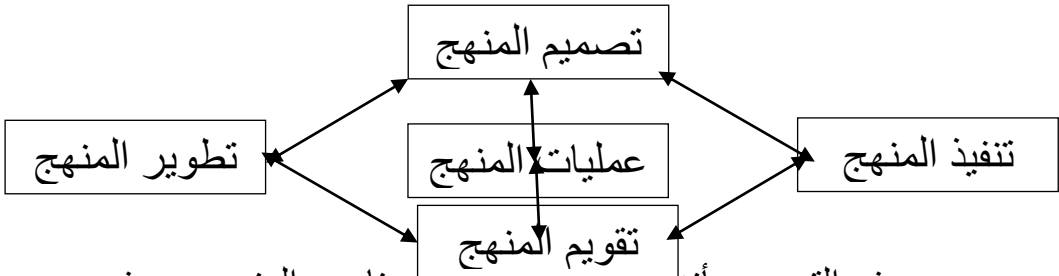 تصميم المنهج
تنفيذ المنهج
عمليات المنهج
تطوير المنهج
تقويم المنهج